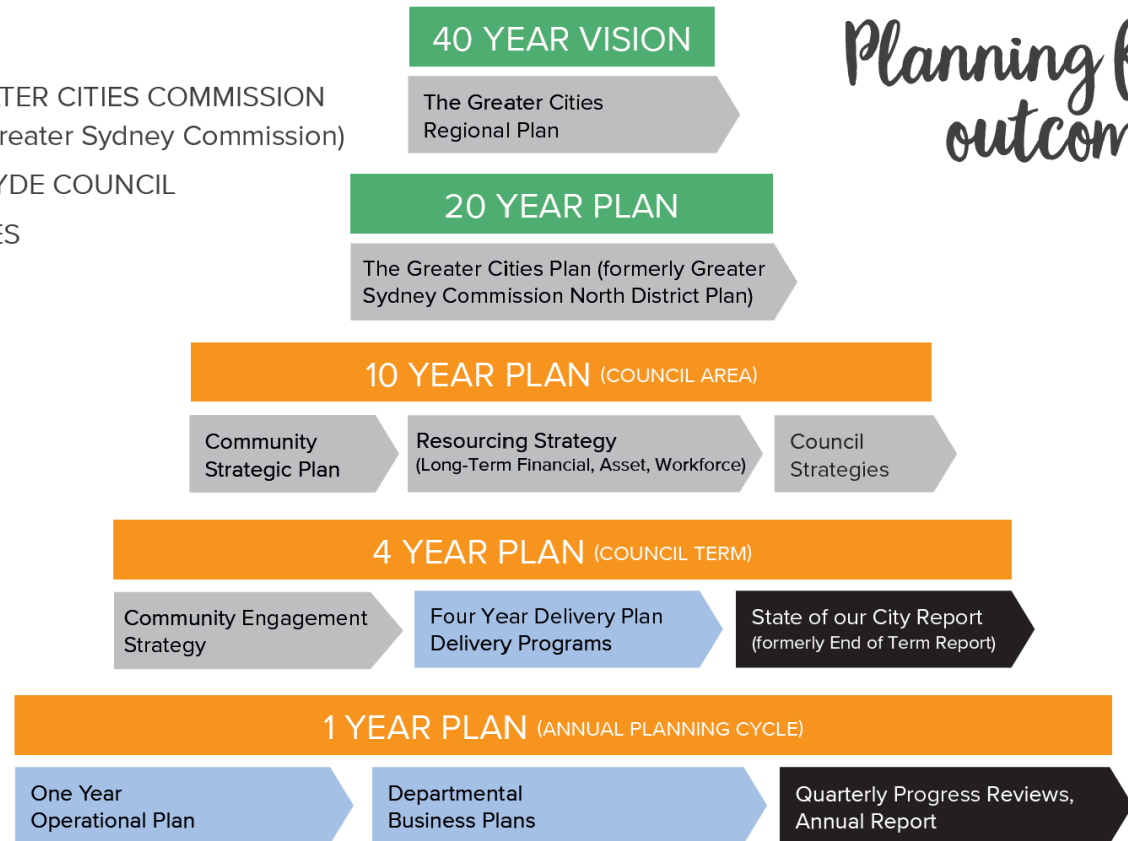 40 YEAR VISION
The Greater Cities
Regional Plan
Planning
CITIES COMMISSION
Sydney Commission)
COUNCIL
20 YEAR PLAN
The Greater Cities Plan (formerly Greater
Sydney Commission North District Plan)
10 YEAR PLAN (COUNCIL AREA)
Community
Strategic Plan
Resourcing Strategy
(Long-Term Financial, Asset, Workforce)
Council
Strategies
4 YEAR PLAN (COUNCIL TERM)
Community Engagement
Strategy
Four Year Delivery Plan
Delivery Programs
State of our City Report
(formerly End of Term Report)
1 YEAR PLAN (ANNUAL PLANNING CYCLE)
One Year
Operational Plan
Departmental
Business Plans
Quarterly Progress Reviews,
Annual Report